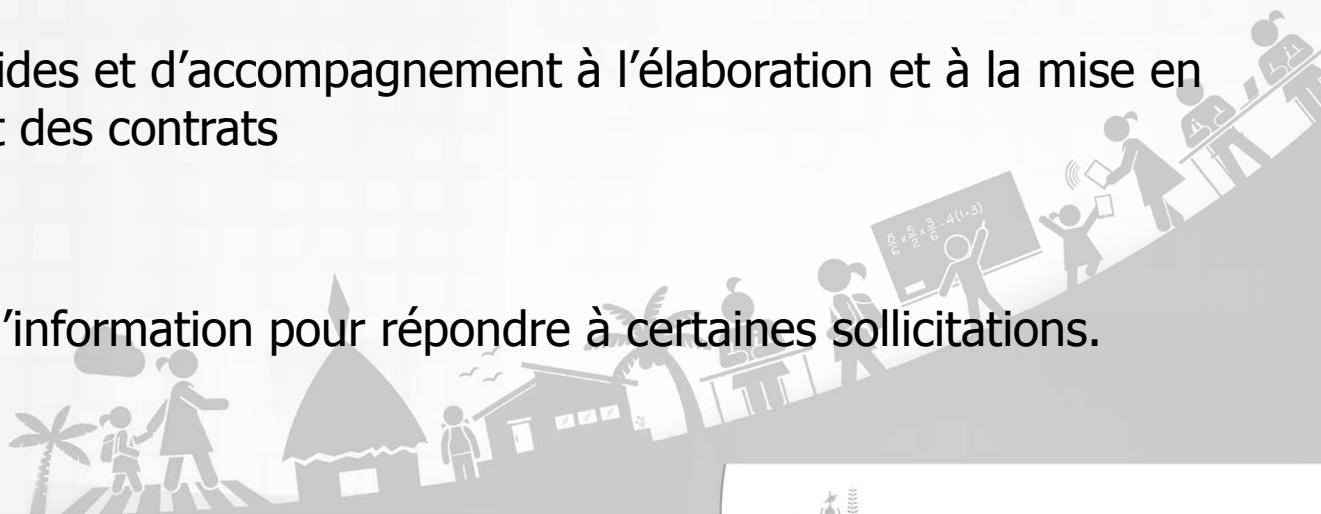 ides et d’accompagnement à l’élaboration et à la mise en
t des contrats
’information pour répondre à certaines sollicitations.